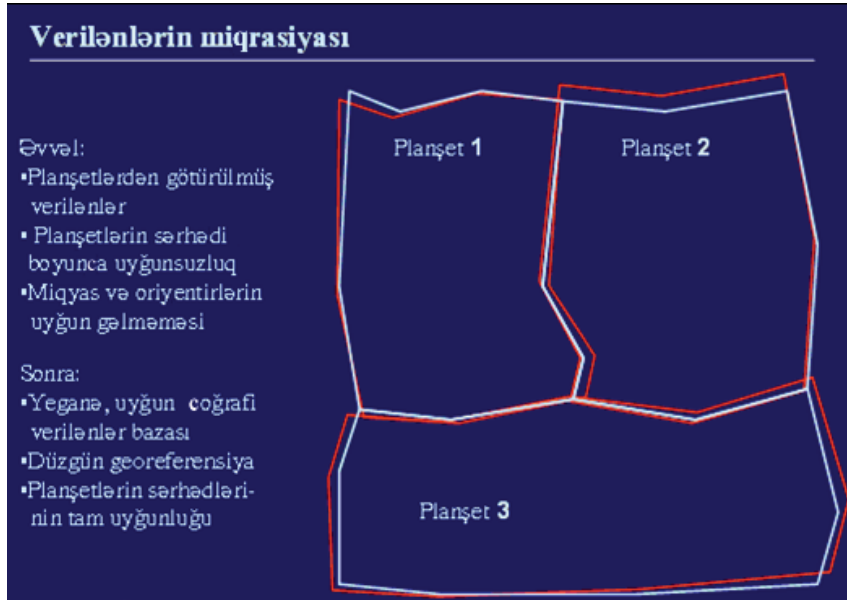 Verilənlərin miqrasiyası
Əvvəl:
▪Planşetlərdən götürülmüş
verilənlər
▪ Planşetlərin sərhədi
boyunca uyğunsuzluq
▪Miqyas və oriyentirlərin
uyğun gəlməməsi
Sonra:
▪Yeganə, uyğun coğrafi
verilənlər bazası
▪Düzgün georeferensiya
▪Planşetlərin sərhədləri-
nin tam uyğunluğu
Planşet 1
Planşet 2
Planşet 3